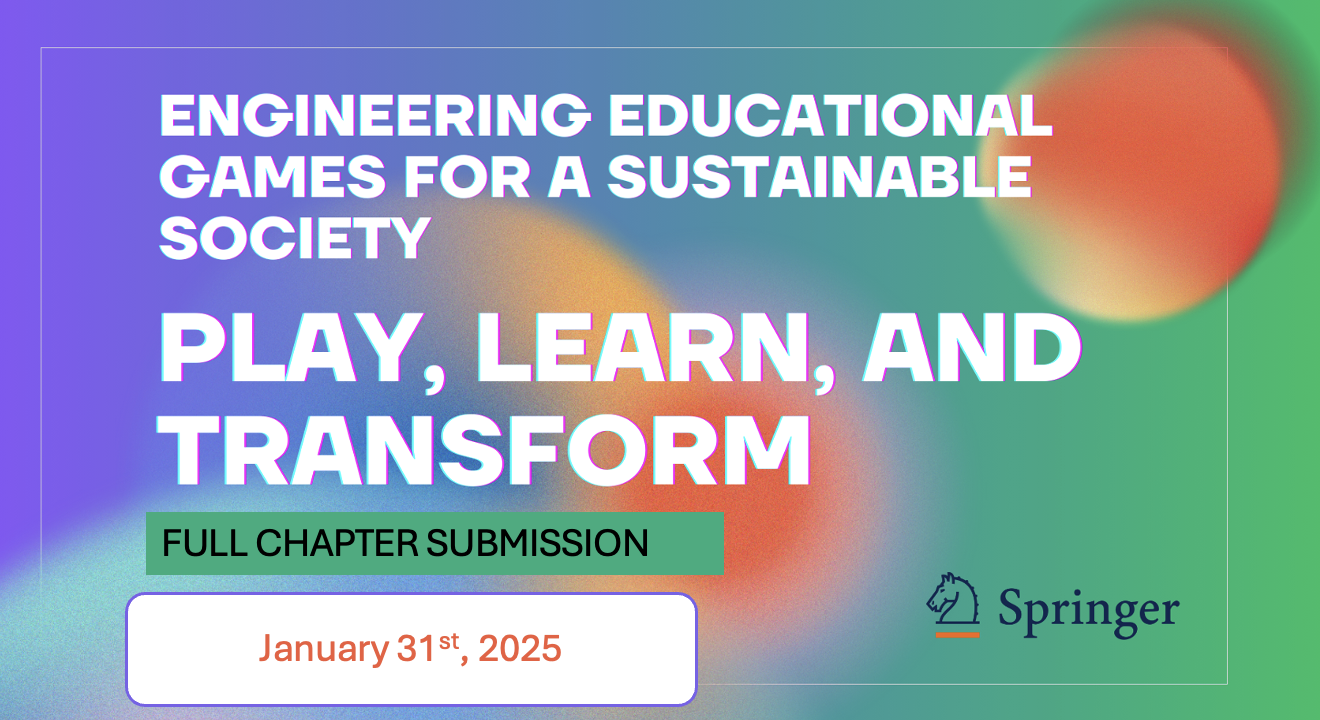 ENGINEERING EDUCATIONAL
GAMES FOR A SUSTAINABLE
SOCIETY
PLAY, LEARN, AND
TRANSFORM
FULL CHAPTER SUBMISSION
January 31st, 2025
Springer